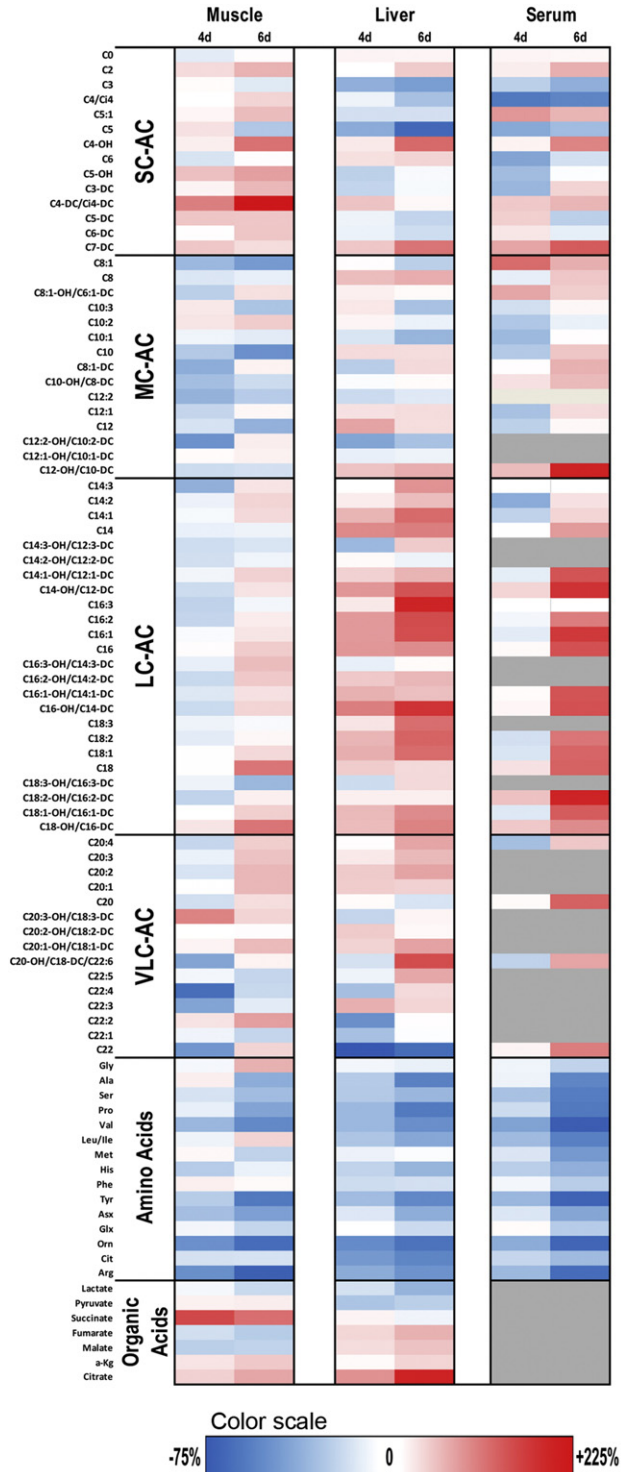 Muscle Liver Serum
4d 6d 4d 6d 4d 6d
SC-AC
C0
C2
C3
C4/Ci4
C5:1
C5
C4-OH
C6
C5-OH
C3-DC
C4-DC/Ci4-DC
C5-DC
C6-DC
C7-DC
MC-AC
C8:1
C8
C8:1-OH/C6:1-DC
C10:3
C10:2
C10:1
C10
C8:1-DC
C10-OH/C8-DC
C12:2
C12:1
C12
C12:2-OH/C10:2-DC
C12:1-OH/C10:1-DC
C12-OH/C10-DC
LC-AC
C14:3
C14:2
C14:1
C14
C14:3-OH/C12:3-DC
C14:2-OH/C12:2-DC
C14:1-OH/C12:1-DC
C14-OH/C12-DC
C16:3
C16:2
C16:1
C16
C16:3-OH/C14:3-DC
C16:2-OH/C14:2-DC
C16:1-OH/C14:1-DC
C16-OH/C14-DC
C18:3
C18:2
C18:1
C18
C18:3-OH/C16:3-DC
C18:2-OH/C16:2-DC
C18:1-OH/C16:1-DC
C18-OH/C16-DC
VLC-AC
C20:4
C20:3
C20:2
C20:1
C20
C20:3-OH/C18:3-DC
C20:2-OH/C18:2-DC
C20:1-OH/C18:1-DC
C20-OH/C18-DC/C22:6
C22:5
C22:4
C22:3
C22:2
C22:1
C22
Amino Acids
Gly
Ala
Ser
Pro
Val
Leu/Ile
Met
His
Phe
Tyr
Asx
Glx
Orn
Cit
Arg
Organic
Acids
Lactate
Pyruvate
Succinate
Fumarate
Malate
a-Kg
Citrate
Color scale
-75% 0 +225%